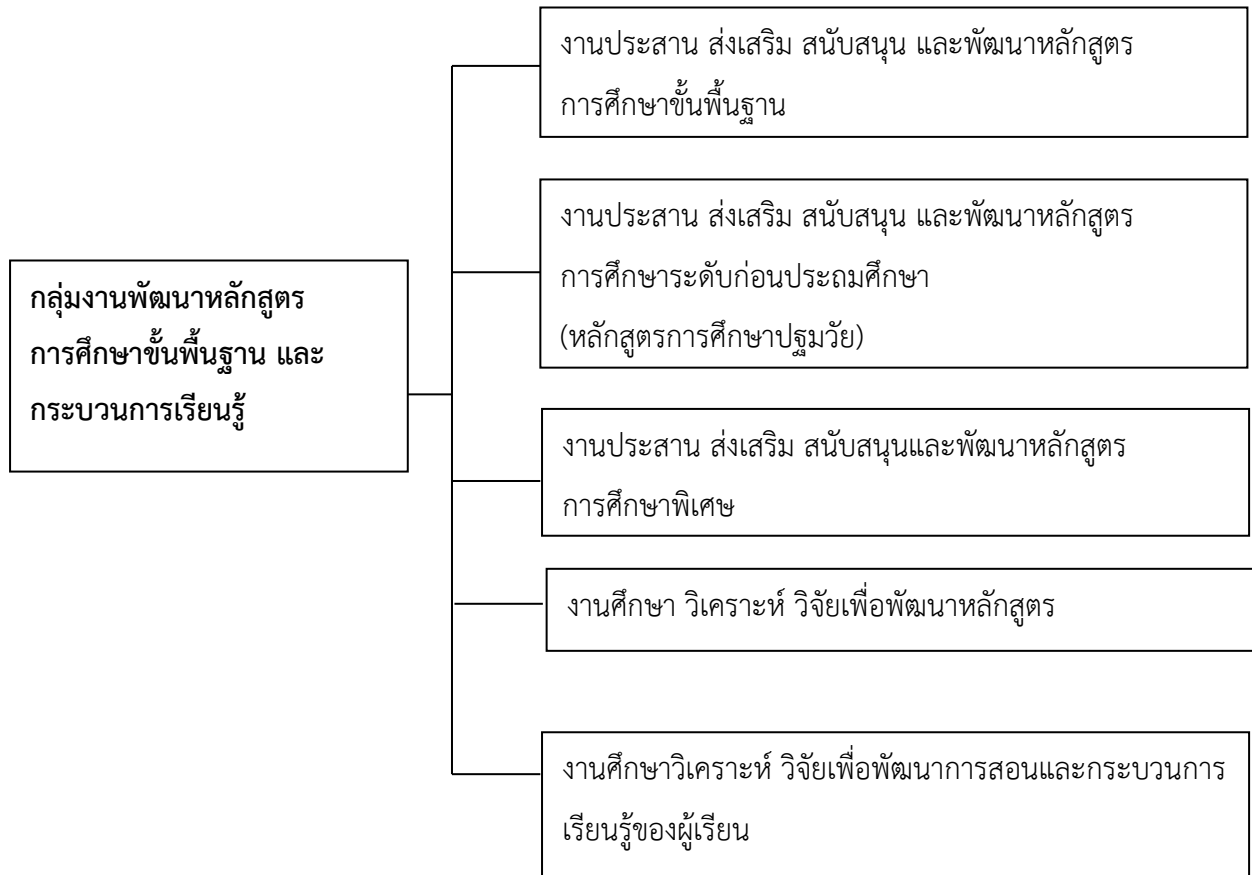 งานประสาน ส่งเสริม สนับสนุน และพัฒนาหลักสูตร
การศึกษาขั้นพื้นฐาน
งานประสาน ส่งเสริม สนับสนุน และพัฒนาหลักสูตร
การศึกษาระดับก่อนประถมศึกษา
(หลักสูตรการศึกษาปฐมวัย)
กลุ่มงานพัฒนาหลักสูตร
การศึกษาขั้นพื้นฐาน และ
กระบวนการเรียนรู้
งานประสาน ส่งเสริม สนับสนุนและพัฒนาหลักสูตร
การศึกษาพิเศษ
งานศึกษา วิเคราะห์ วิจัยเพื่อพัฒนาหลักสูตร
งานศึกษาวิเคราะห์ วิจัยเพื่อพัฒนาการสอนและกระบวนการ
เรียนรู้ของผู้เรียน